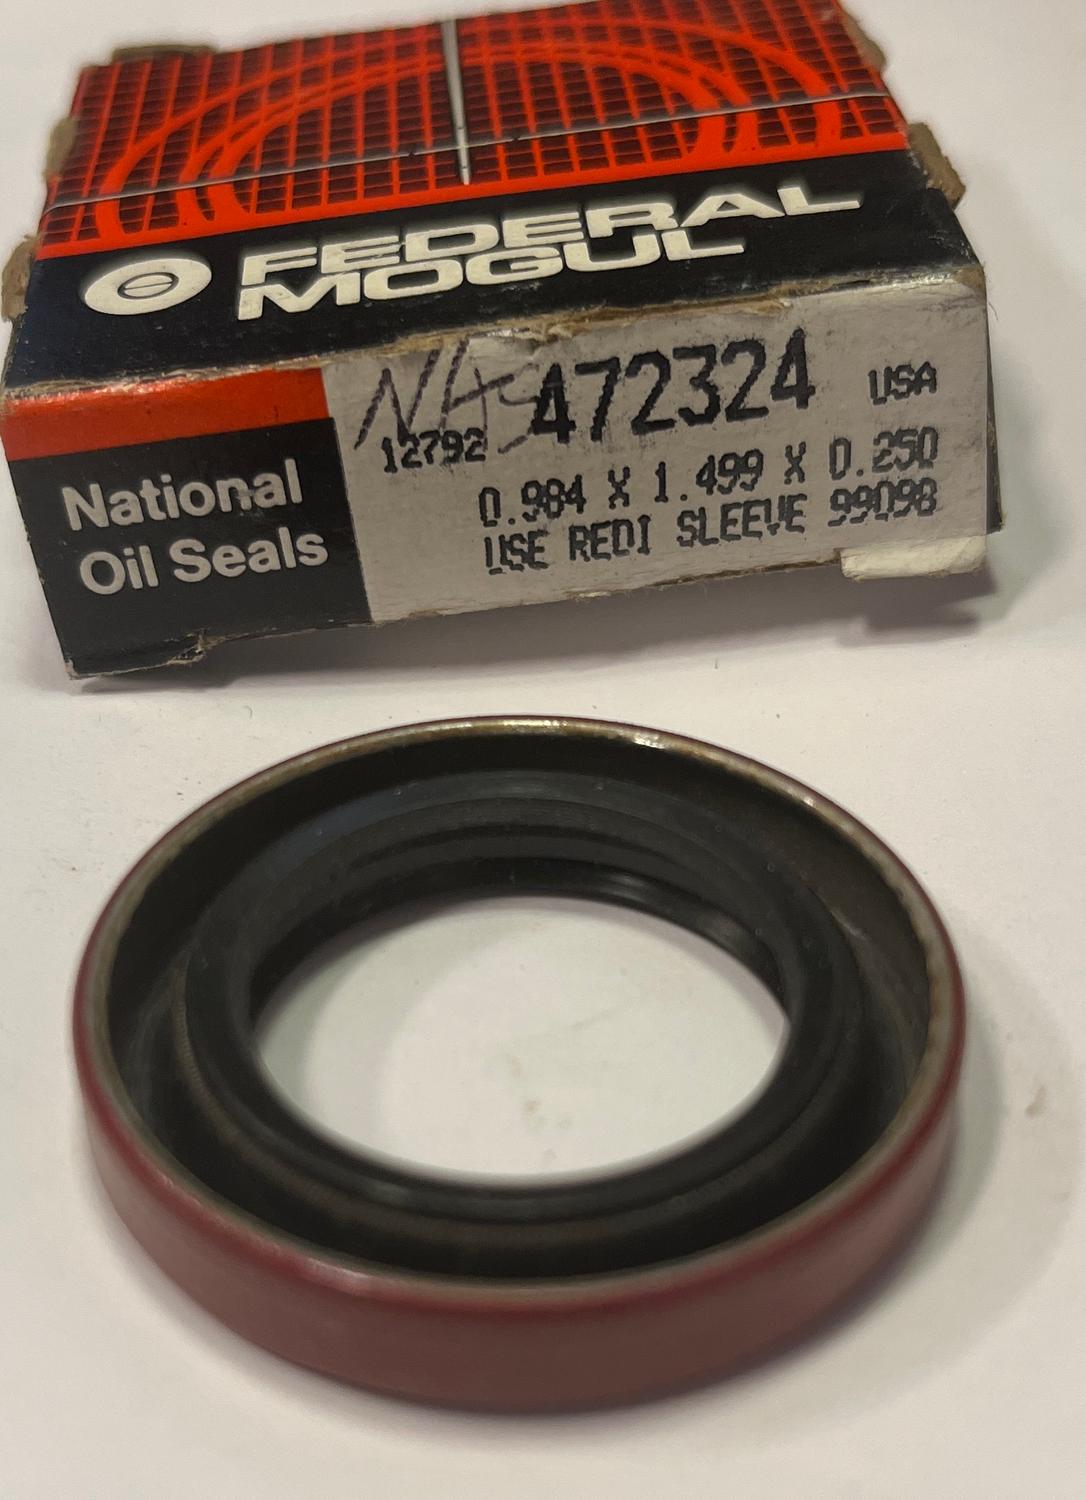 FEDERAL
MOGUL
National
Oil Seals
NAS
472324
USA
12792
0.984 X 1.499 X 0.250
USE REDI SLEEVE 99098